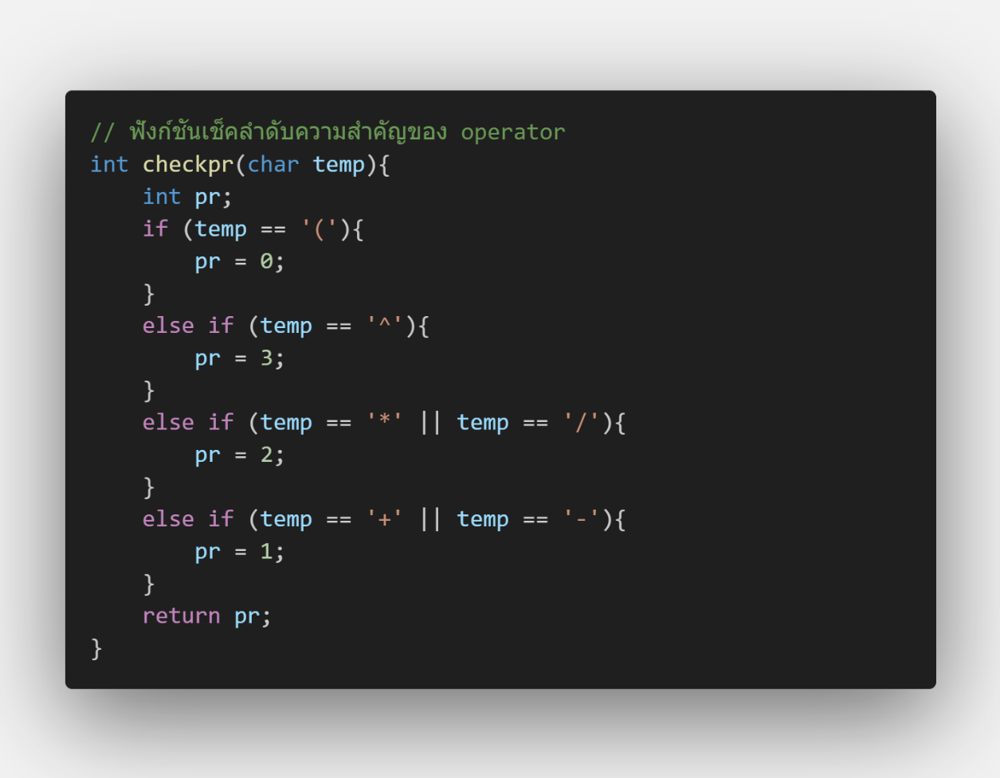 // ฟังก์ชันเช็คลำดับความสำคัญของ operator
int checkpr(char temp){
    int pr;
    if (temp == '('){
        pr = 0;
    }
    else if (temp == '^'){
        pr = 3;
    }
    else if (temp == '*' || temp == '/'){
        pr = 2;
    }
    else if (temp == '+' || temp == '-'){
        pr = 1;
    }
    return pr;
}